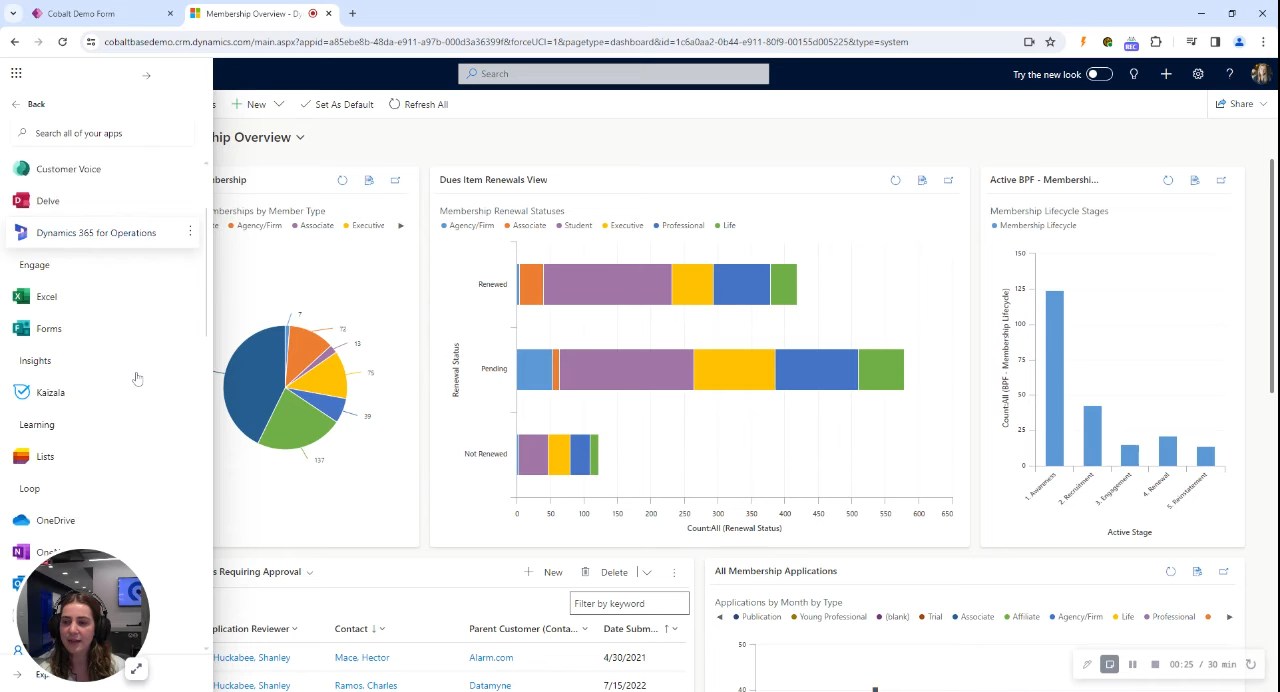 Cobalt Demo Form
Membership Overview - Dy
cobaltbasedemo.crm.dynamics.com/main.aspx?appid=a85ebe8b-48da-e911-a97b-000d3a36399f&forceUCI=1&pagetype=dashboard&id=1c6a0aa2-0b44-e911-80f9-00155d005225&type=system
REC
Search
Try the new look
New
Set As Default
Refresh All
Share
Back
Search all of your apps
Customer Voice
Delve
Dynamics 365 for Operations
Engage
Excel
Forms
Insights
Kaizala
Learning
Lists
Loop
OneDrive
hip Overview
mbership
mberships by Member Type
Agency/Firm
Associate
Executive
7
72
13
76
39
137
Dues Item Renewals View
Membership Renewal Statuses
Agency/Firm
Associate
Student
Executive
Professional
Life
Renewal Status
Renewed
Pending
Not Renewed
0 50 100 150 200 250 300 350 400 450 500 550 600 650
Count:All (Renewal Status)
Active BPF - Membershi...
Membership Lifecycle Stages
Membership Lifecycle
Count:All (BPF - Membership Lifecycle)
150
125
100
75
50
25
0
1. Awareness
2. Recruitment
3. Engagement
4. Renewal
5. Reinstatement
Active Stage
s Requiring Approval
New
Delete
Filter by keyword
plication Reviewer
Contact
Parent Customer (Conta...
Date Subm...
Huckabee, Shanley
Mace, Hector
Alarm.com
4/30/2021
Huckabee, Shanley
Ramos, Charles
Datamyne
7/15/2022
All Membership Applications
Applications by Month by Type
Publication
Young Professional
(blank)
Trial
Associate
Affiliate
Agency/Firm
Life
Professional
50
40
00:25 / 30 min